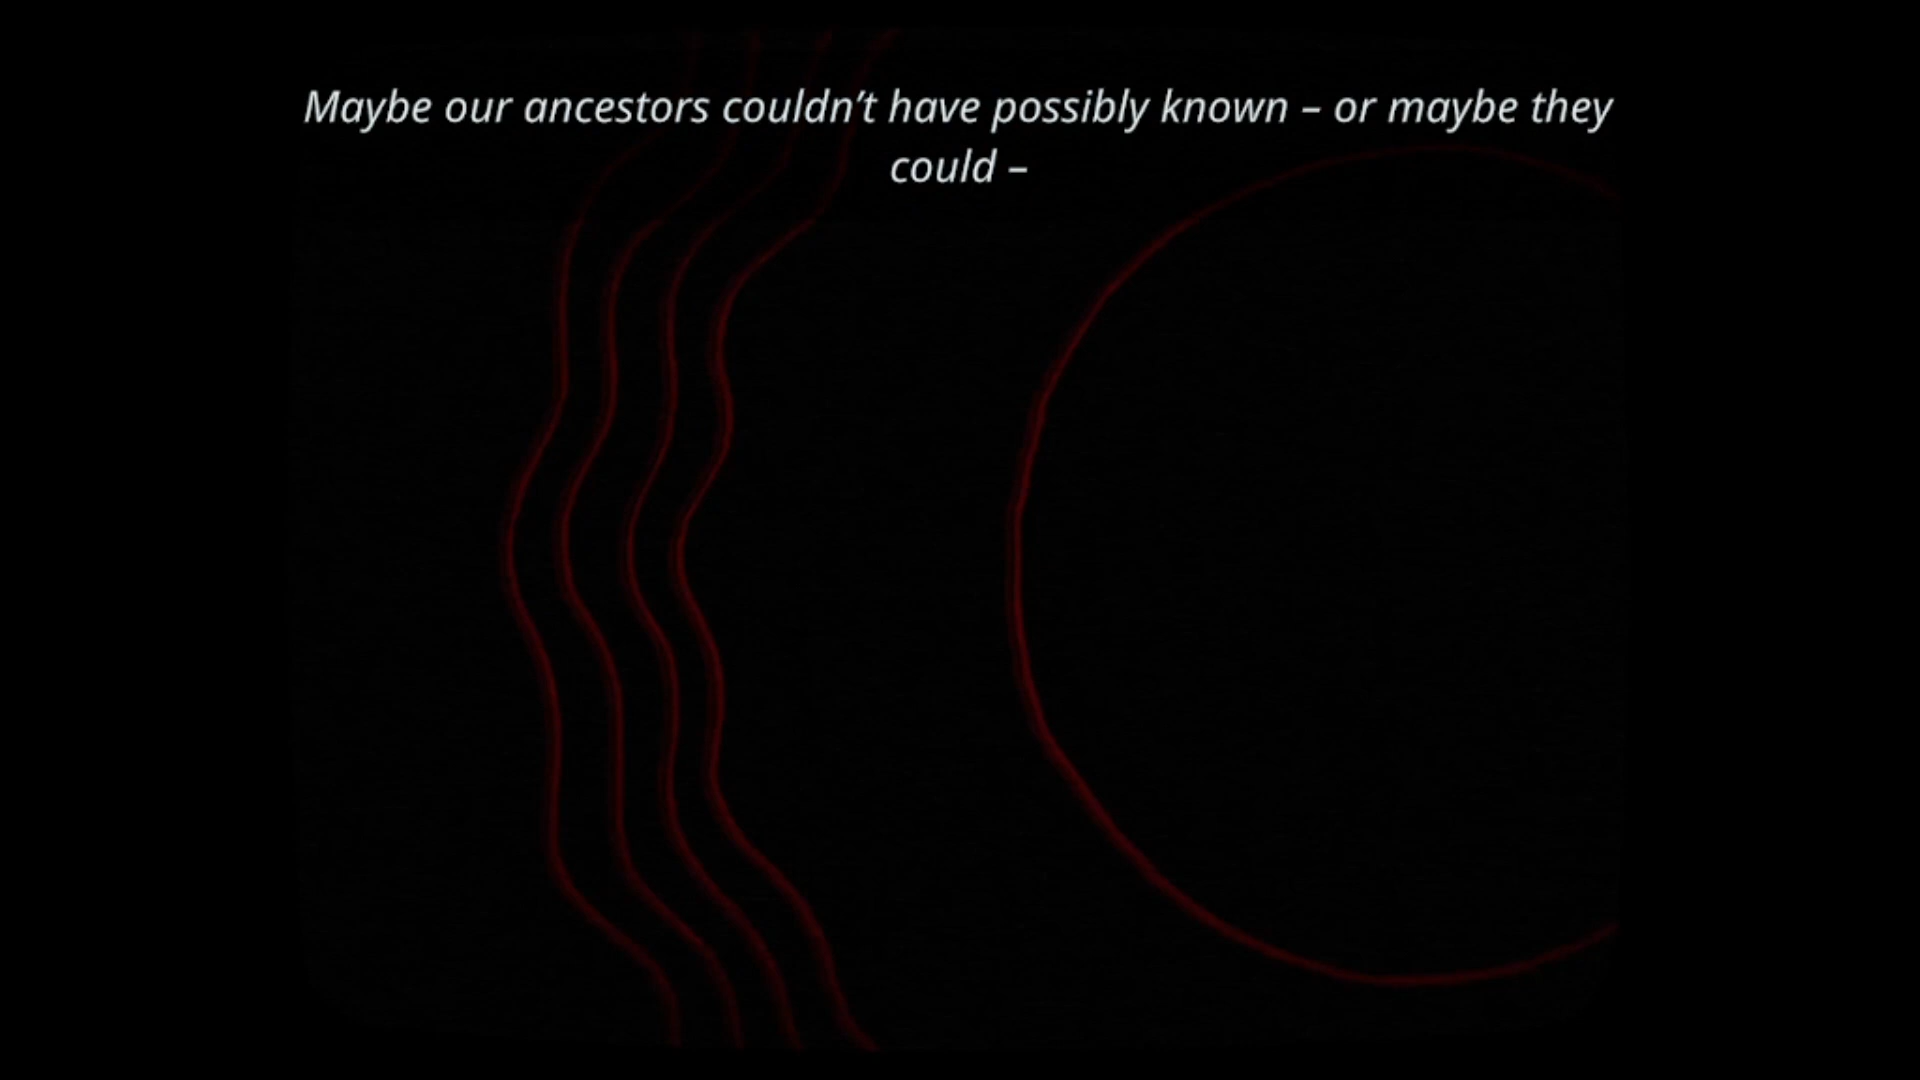 Maybe our ancestors couldn’t have possibly known – or maybe they
could –